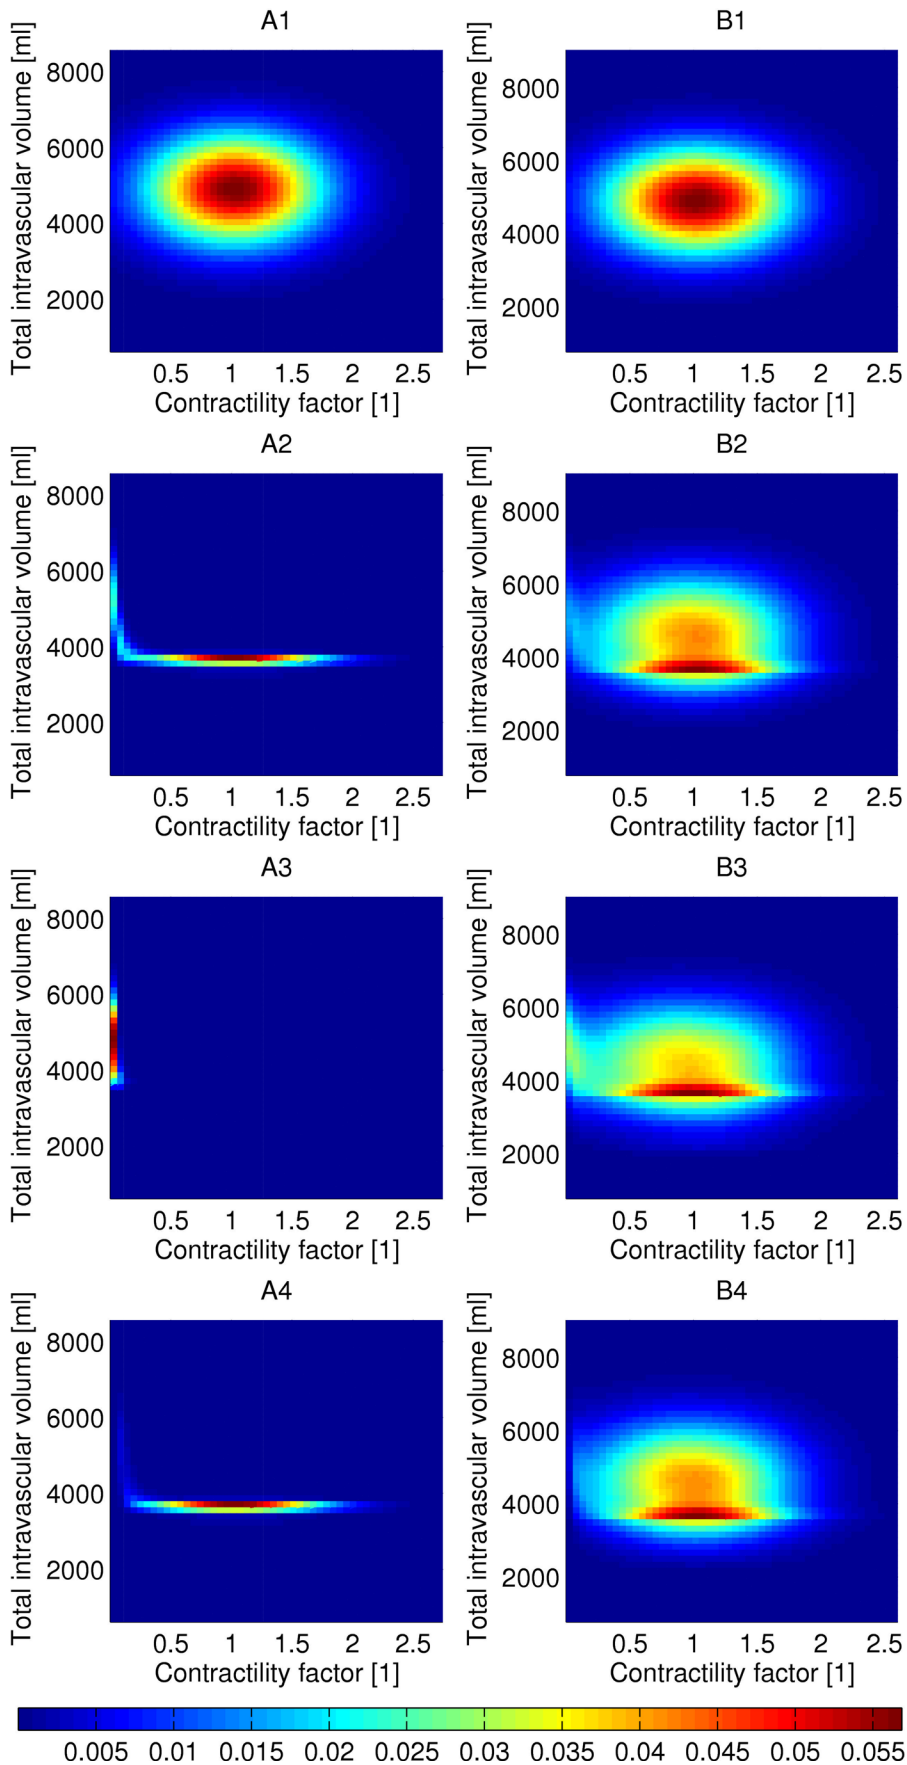 A1
B1
Total intravascular volume [ml]
8000
6000
4000
2000
0.5 1 1.5 2 2.5
Contractility factor [1]
Total intravascular volume [ml]
8000
6000
4000
2000
0.5 1 1.5 2 2.5
Contractility factor [1]
A2
B2
Total intravascular volume [ml]
8000
6000
4000
2000
0.5 1 1.5 2 2.5
Contractility factor [1]
Total intravascular volume [ml]
8000
6000
4000
2000
0.5 1 1.5 2 2.5
Contractility factor [1]
A3
B3
Total intravascular volume [ml]
8000
6000
4000
2000
0.5 1 1.5 2 2.5
Contractility factor [1]
Total intravascular volume [ml]
8000
6000
4000
2000
0.5 1 1.5 2 2.5
Contractility factor [1]
A4
B4
Total intravascular volume [ml]
8000
6000
4000
2000
0.5 1 1.5 2 2.5
Contractility factor [1]
Total intravascular volume [ml]
8000
6000
4000
2000
0.5 1 1.5 2 2.5
Contractility factor [1]
0.005 0.01 0.015 0.02 0.025 0.03 0.035 0.04 0.045 0.05 0.055